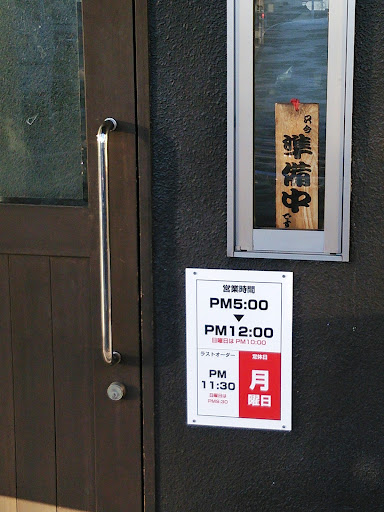 只今
準備中
です
営業時間
PM5:00
▼
PM12:00
日曜日は PM10:00
ラストオーダー
PM
11:30
日曜日は
PM9:30
定休日
月
曜日